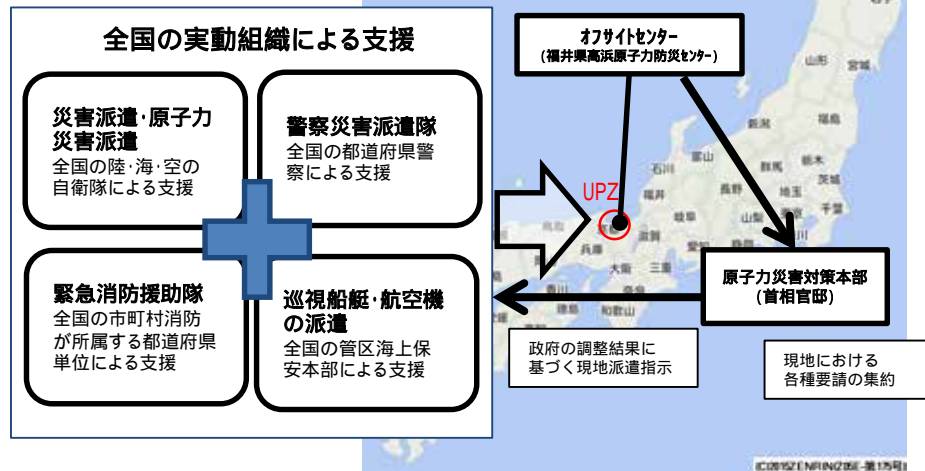 全国の実動組織による支援
災害派遣・原子力
災害派遣
全国の陸・海・空の
自衛隊による支援
警察災害派遣隊
全国の都道府県警
察による支援
緊急消防援助隊
全国の市町村消防
が所属する都道府県
単位による支援
巡視船艇・航空機
の派遣
全国の管区海上保
安本部による支援
オフサイトセンター
(福井県高浜原子力防災センター)
UPZ
原子力災害対策本部
(首相官邸)
政府の調整結果に
基づく現地派遣指示
現地における
各種要請の集約
山形
宮城
新潟
福島
石川
富山
群馬
栃木
茨城
福井
長野
埼玉
千葉
岐阜
山梨
滋賀
兵庫
大阪
三重
徳島
和歌山